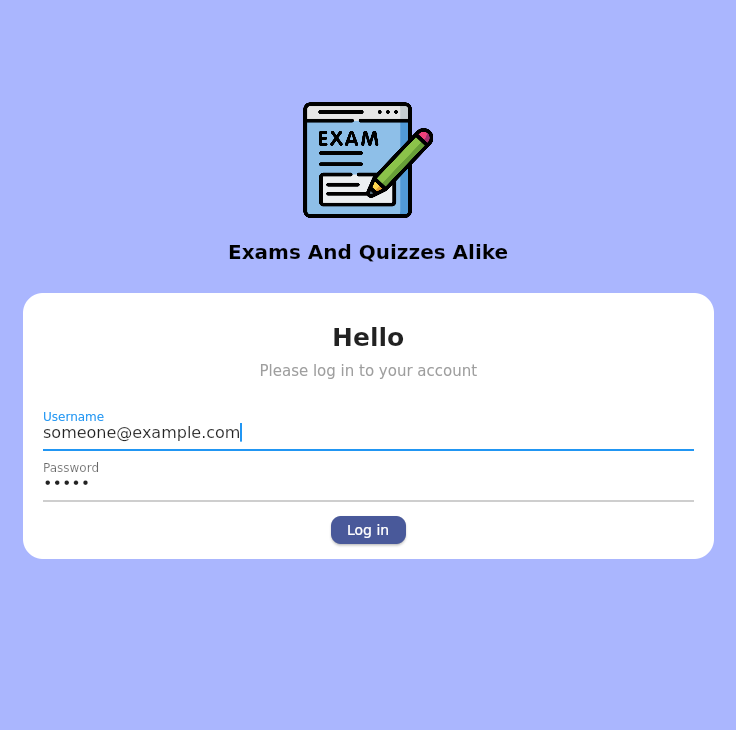 EXAM
Exams And Quizzes Alike
Hello
Please log in to your account
Username
someone@example.com
Password
•••••
Log in